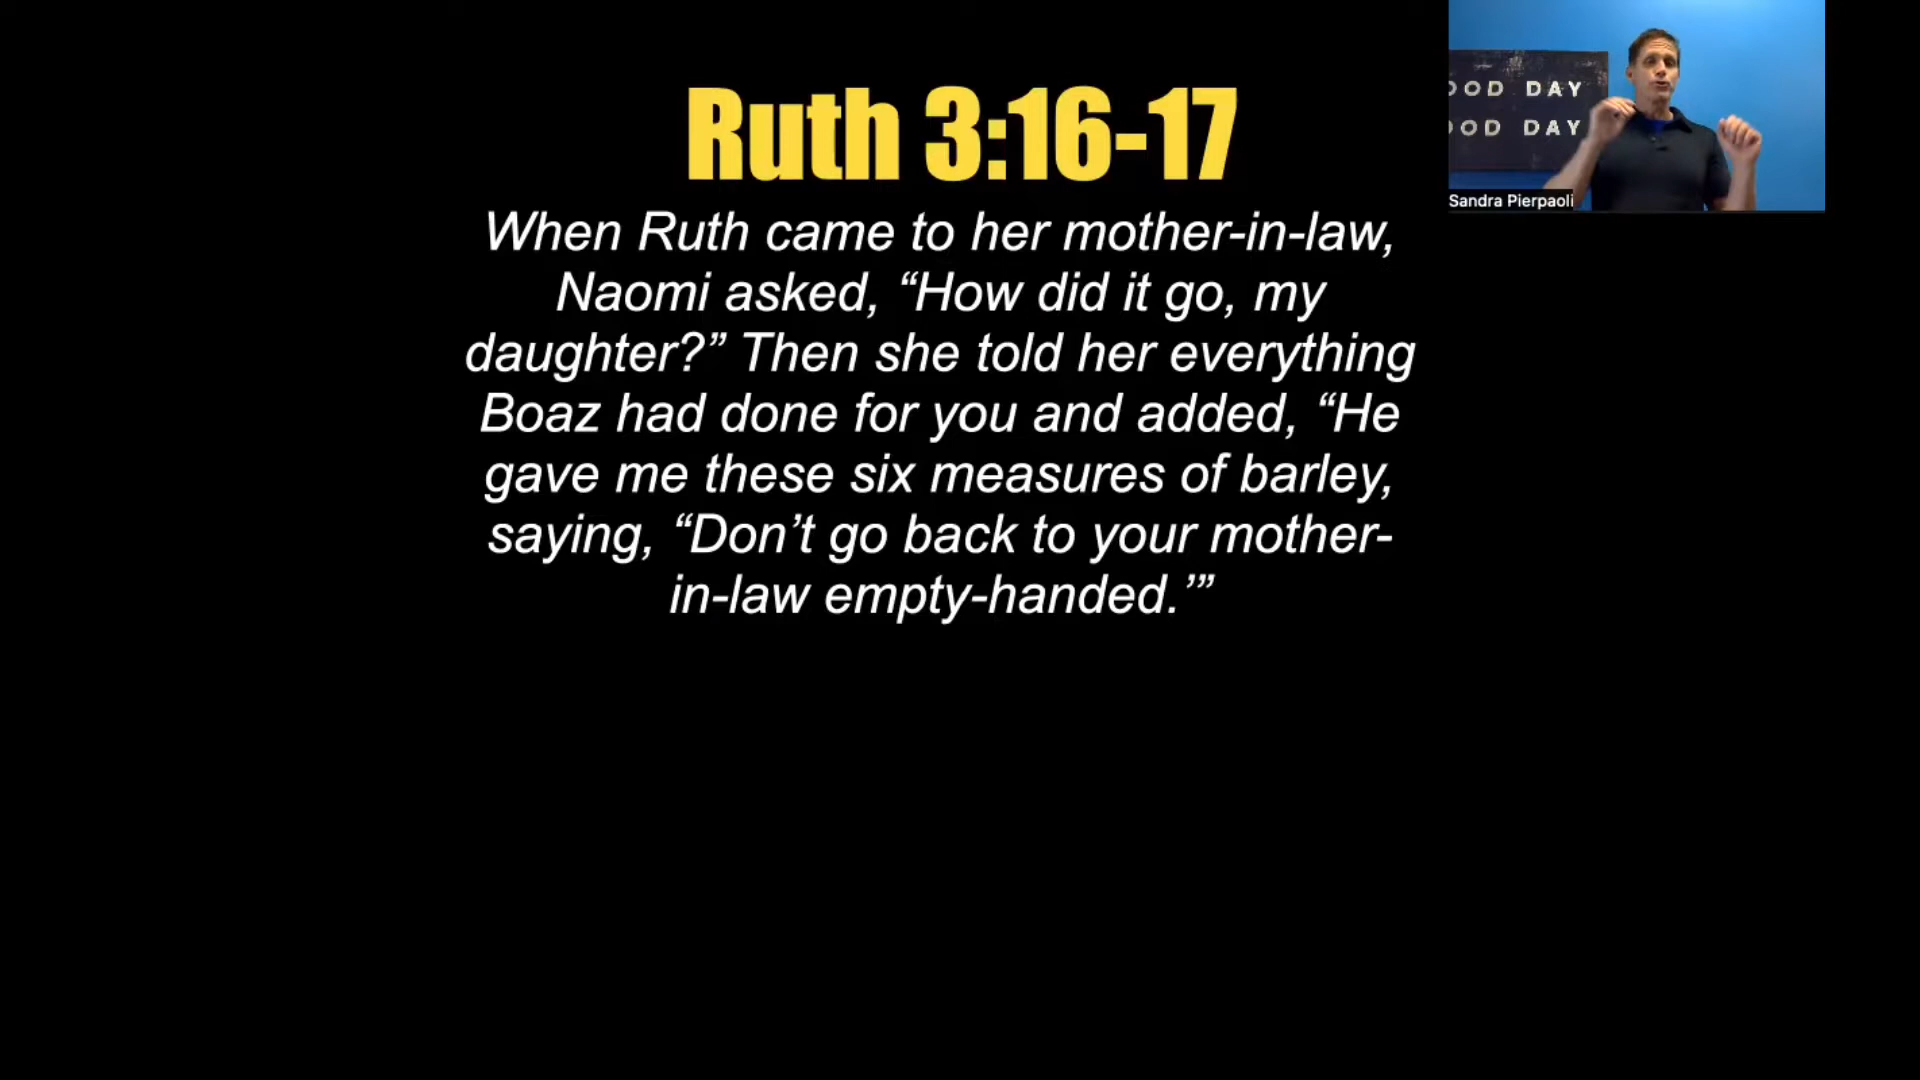 Ruth 3:16-17
When Ruth came to her mother-in-law,
Naomi asked, “How did it go, my
daughter?” Then she told her everything
Boaz had done for you and added, “He
gave me these six measures of barley,
saying, “Don’t go back to your mother-
in-law empty-handed.’”
OOD DAY
OOD DAY
Sandra Pierpaoli